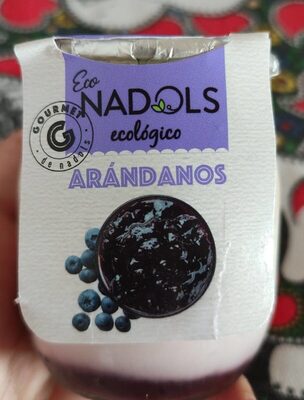 Eco
NADOLS
ecológico
GOURMET
G
de nadols
ARÁNDANOS